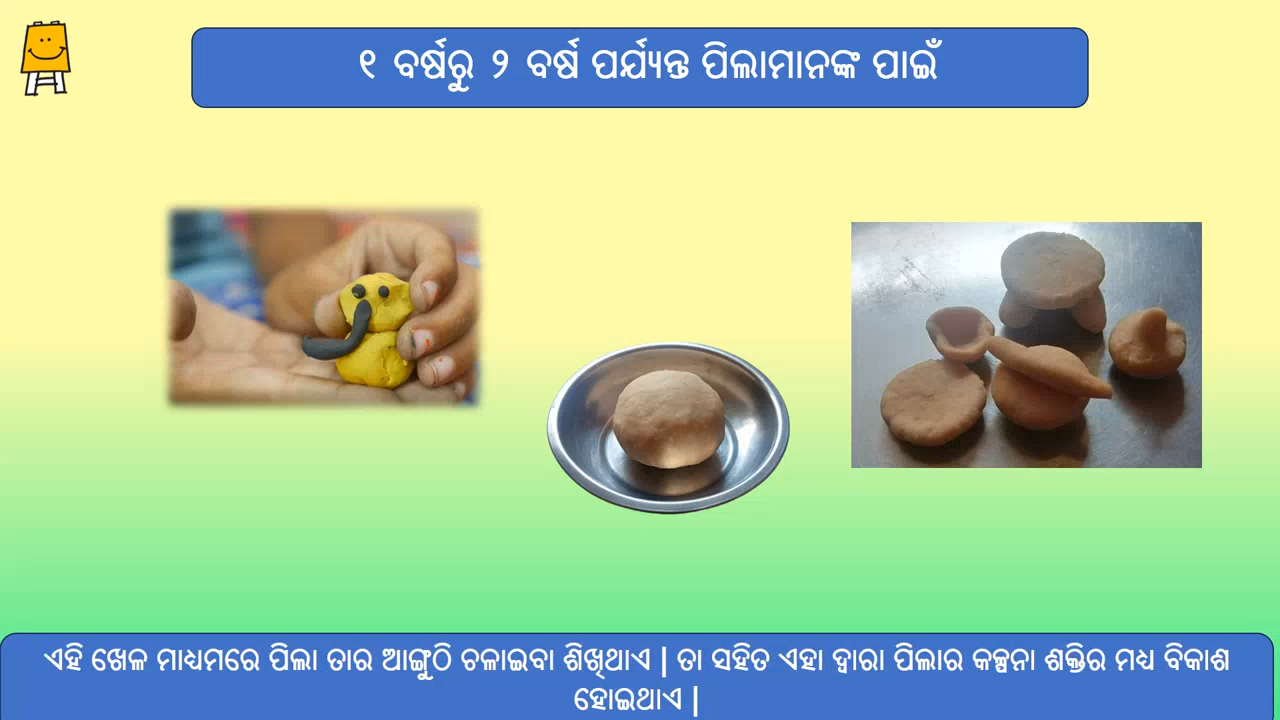 ୧ ବର୍ଷରୁ ୨ ବର୍ଷ ପର୍ଯ୍ୟନ୍ତ ପିଲାମାନଙ୍କ ପାଇଁ
ଏହି ଖେଳ ମାଧ୍ୟମରେ ପିଲା ତାର ଆଙ୍ଗୁଠି ଚଳାଇବା ଶିଖିଥାଏ | ତା ସହିତ ଏହା ଦ୍ୱାରା ପିଲାର କଳ୍ପନା ଶକ୍ତିର ମଧ୍ୟ ବିକାଶ
ହୋଇଥାଏ |